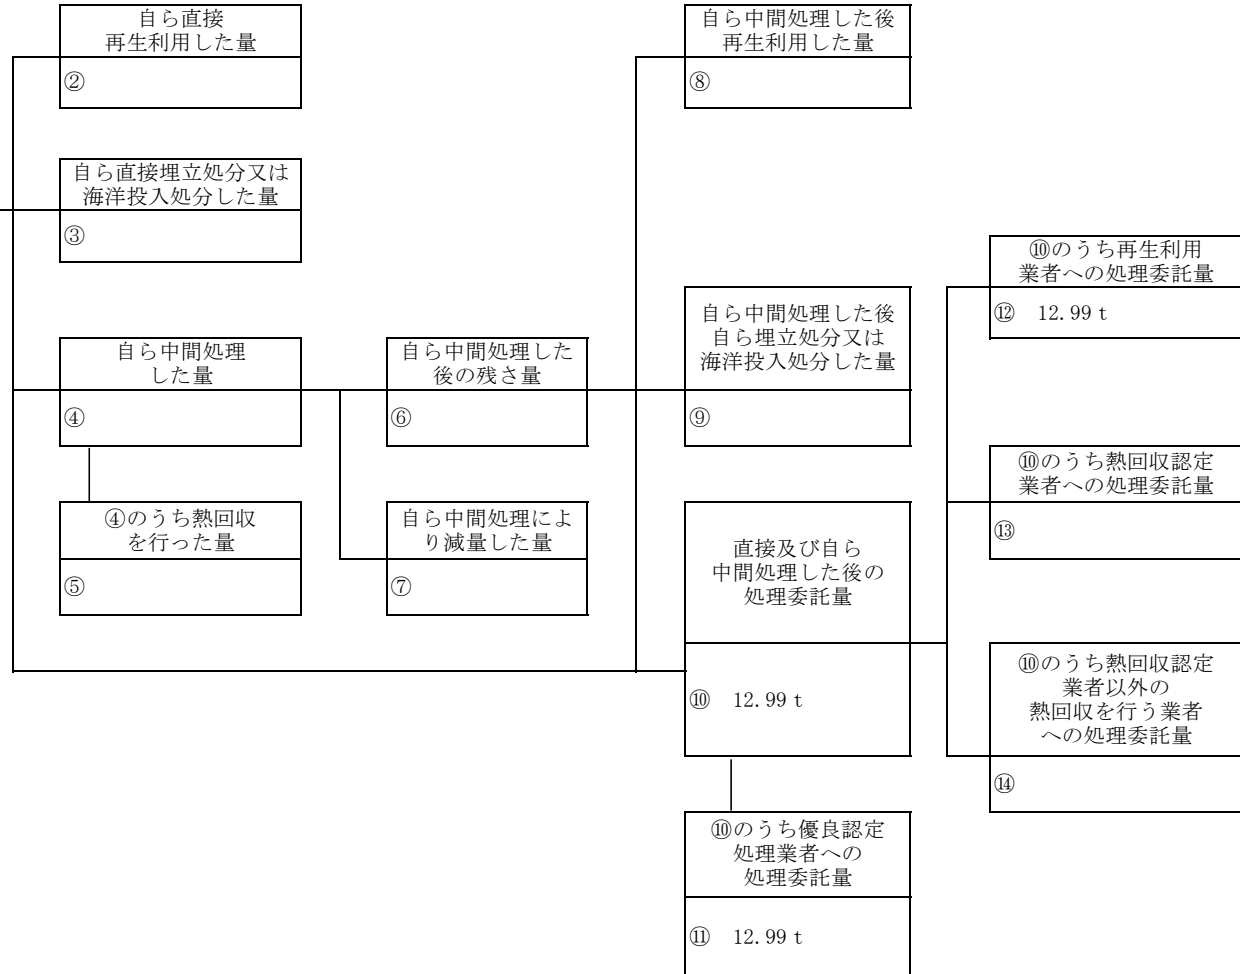 自ら直接
再生利用した量
②
自ら直接埋立処分又は
海洋投入処分した量
③
自ら中間処理
した量
④
④のうち熱回収
を行った量
⑤
自ら中間処理した
後の残さ量
⑥
自ら中間処理によ
り減量した量
⑦
自ら中間処理した後
再生利用した量
⑧
自ら中間処理した後
自ら埋立処分又は
海洋投入処分した量
⑨
直接及び自ら
中間処理した後の
処理委託量
⑩ 12.99 t
⑩のうち優良認定
処理業者への
処理委託量
⑪ 12.99 t
⑩のうち再生利用
業者への処理委託量
⑫ 12.99 t
⑩のうち熱回収認定
業者への処理委託量
⑬
⑩のうち熱回収認定
業者以外の
熱回収を行う業者
への処理委託量
⑭